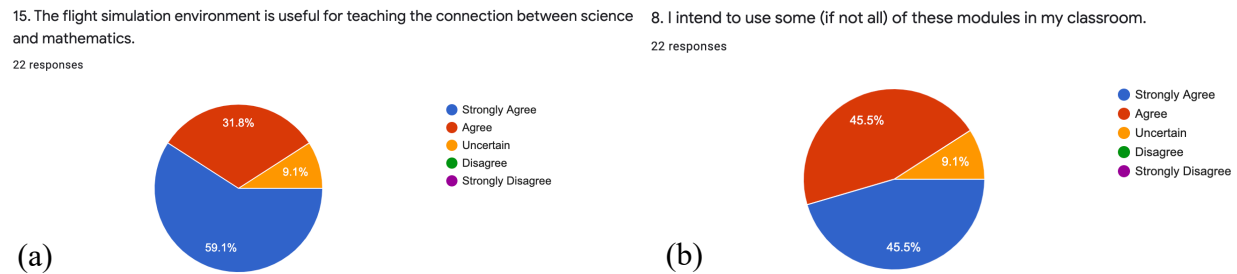 15. The flight simulation environment is useful for teaching the connection between science
and mathematics.
22 responses
31.8%
9.1%
59.1%
Strongly Agree
Agree
Uncertain
Disagree
Strongly Disagree
(a)
8. I intend to use some (if not all) of these modules in my classroom.
22 responses
45.5%
9.1%
45.5%
Strongly Agree
Agree
Uncertain
Disagree
Strongly Disagree
(b)